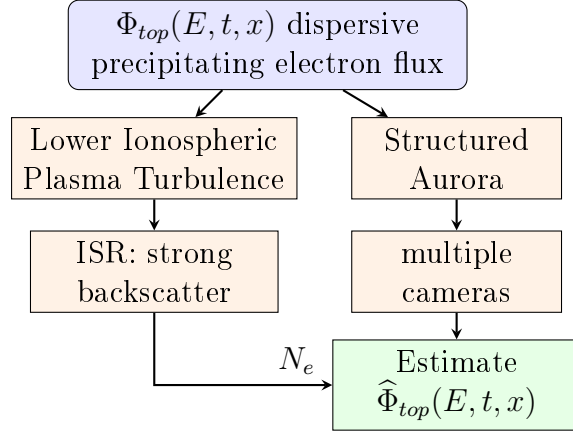 Φ_top(E, t, x) dispersive
precipitating electron flux
Lower Ionospheric
Plasma Turbulence
Structured
Aurora
ISR: strong
backscatter
multiple
cameras
N_e
Estimate
Φ̂_top(E, t, x)